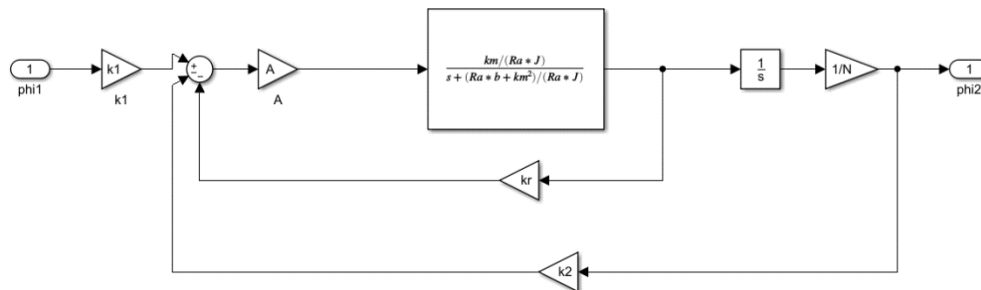 1
phi1
k1
k1
+
−
−
A
A
km/(Ra * J)
s + (Ra * b + km²)/(Ra * J)
1
s
1/N
1
phi2
kr
k2